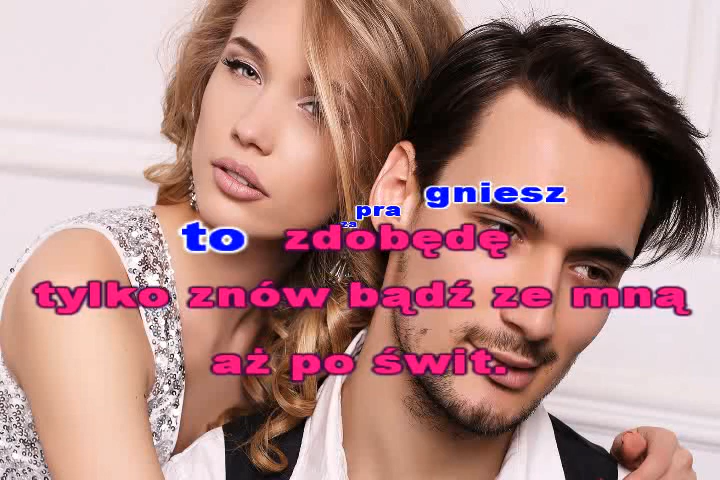 za pra gniesz
to zdobędę
tylko znów bądź ze mną
aż po świt.